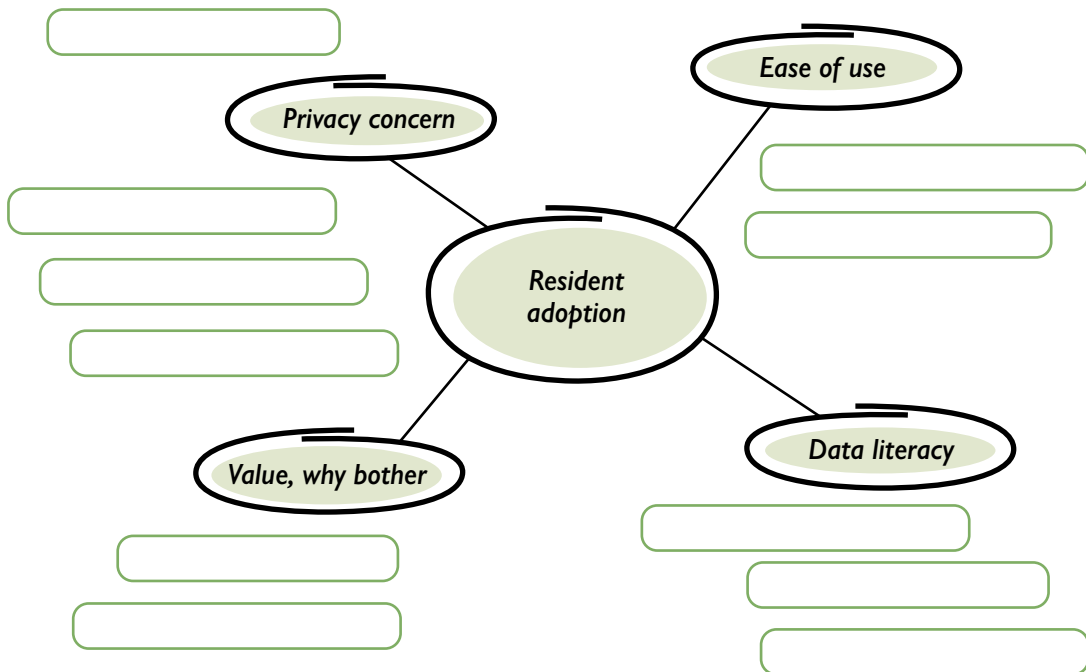 Ease of use
Privacy concern
Resident
adoption
Value, why bother
Data literacy